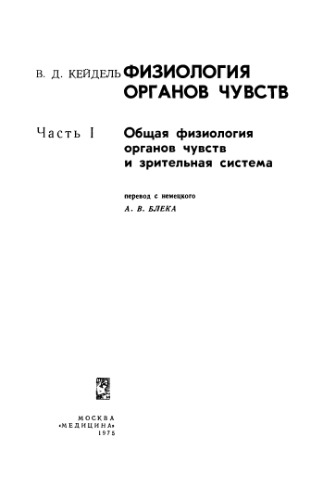 В. Д. КЕЙДЕЛЬ ФИЗИОЛОГИЯ
ОРГАНОВ ЧУВСТВ
Часть I Общая физиология
органов чувств
и зрительная система
перевод с немецкого
А. В. БЛЕКА
МОСКВА
«МЕДИЦИНА»
1975